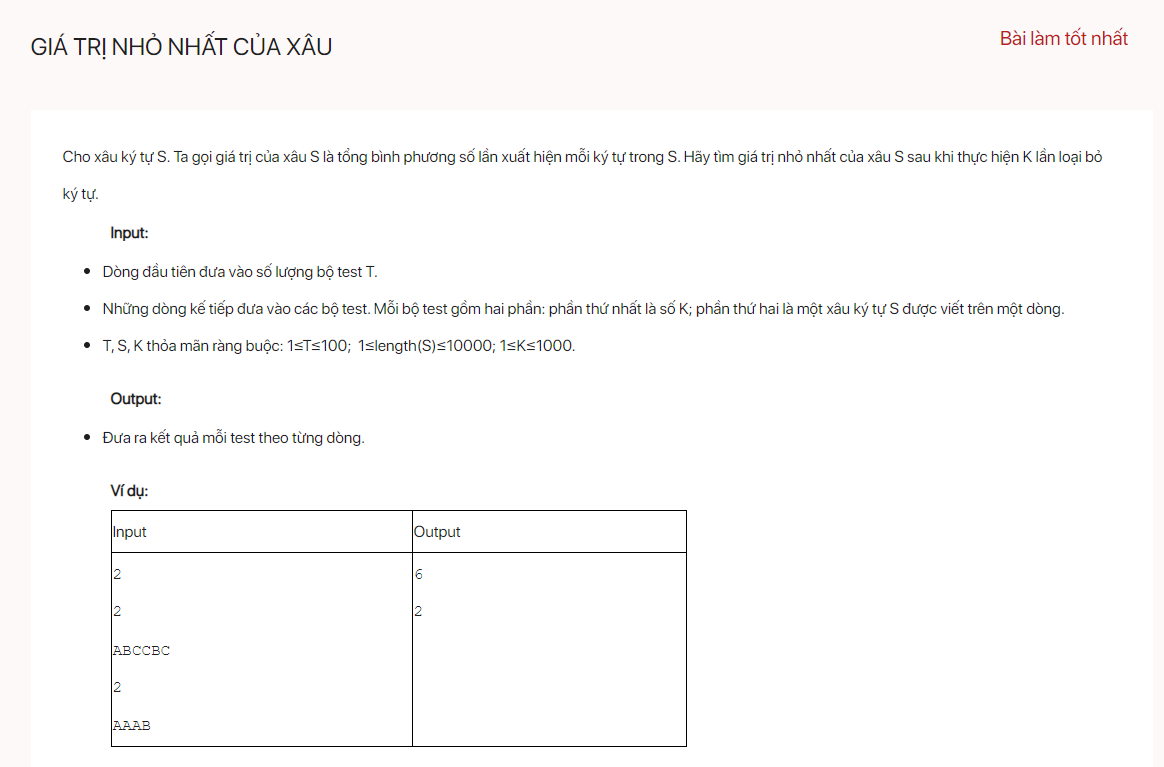 GIÁ TRỊ NHỎ NHẤT CỦA XÂU
Bài làm tốt nhất
Cho xâu ký tự S. Ta gọi giá trị của xâu S là tổng bình phương số lần xuất hiện mỗi ký tự trong S. Hãy tìm giá trị nhỏ nhất của xâu S sau khi thực hiện K lần loại bỏ
ký tự.
Input:
• Dòng đầu tiên đưa vào số lượng bộ test T.
• Những dòng kế tiếp đưa vào các bộ test. Mỗi bộ test gồm hai phần: phần thứ nhất là số K; phần thứ hai là một xâu ký tự S được viết trên một dòng.
• T, S, K thỏa mãn ràng buộc: 1≤T≤100; 1≤length(S)≤10000; 1≤K≤1000.
Output:
• Đưa ra kết quả mỗi test theo từng dòng.
Ví dụ:
Input Output
2 6
2 2
ABCCBC
2
AAAB